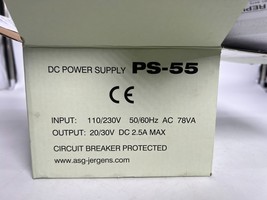 DC POWER SUPPLY PS-55
CE
INPUT: 110/230V 50/60Hz AC 78VA
OUTPUT: 20/30V DC 2.5A MAX
CIRCUIT BREAKER PROTECTED
www.asg-jergens.com